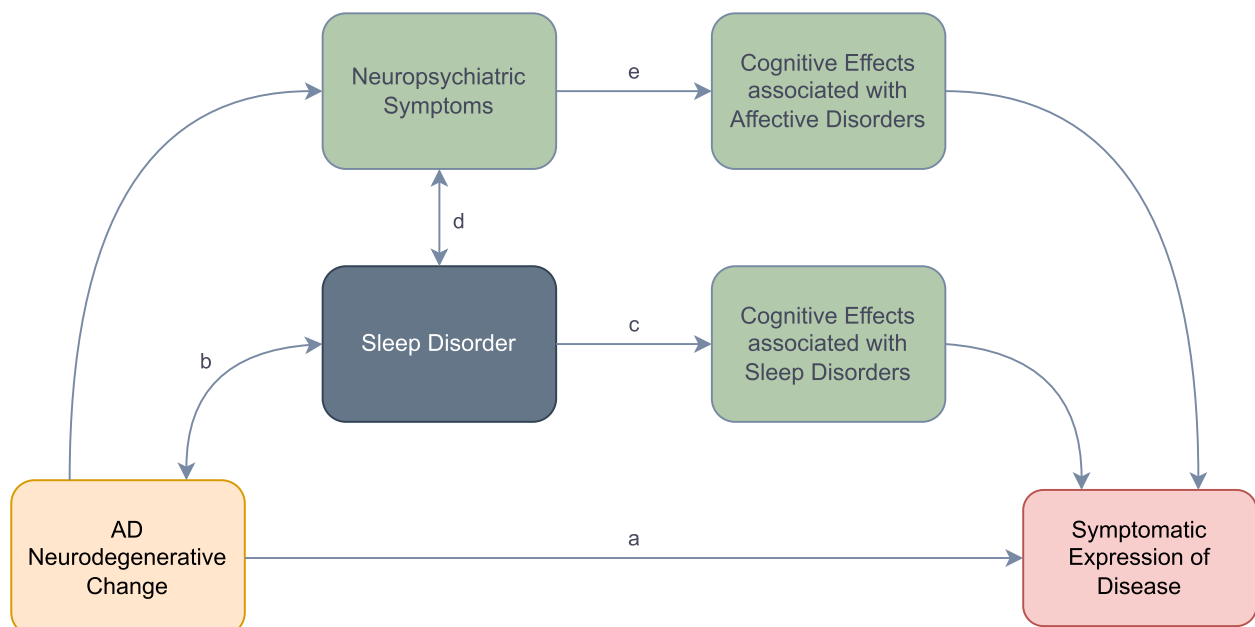 Neuropsychiatric
Symptoms
e
Cognitive Effects
associated with
Affective Disorders
d
Sleep Disorder
c
Cognitive Effects
associated with
Sleep Disorders
b
AD
Neurodegenerative
Change
a
Symptomatic
Expression of
Disease